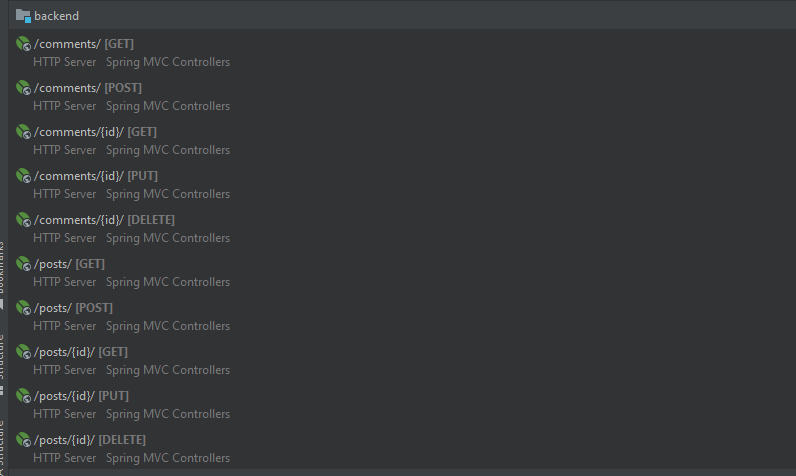 backend
/comments/ [GET]
HTTP Server Spring MVC Controllers
/comments/ [POST]
HTTP Server Spring MVC Controllers
/comments/{id}/ [GET]
HTTP Server Spring MVC Controllers
/comments/{id}/ [PUT]
HTTP Server Spring MVC Controllers
/comments/{id}/ [DELETE]
HTTP Server Spring MVC Controllers
/posts/ [GET]
HTTP Server Spring MVC Controllers
/posts/ [POST]
HTTP Server Spring MVC Controllers
/posts/{id}/ [GET]
HTTP Server Spring MVC Controllers
/posts/{id}/ [PUT]
HTTP Server Spring MVC Controllers
/posts/{id}/ [DELETE]
HTTP Server Spring MVC Controllers